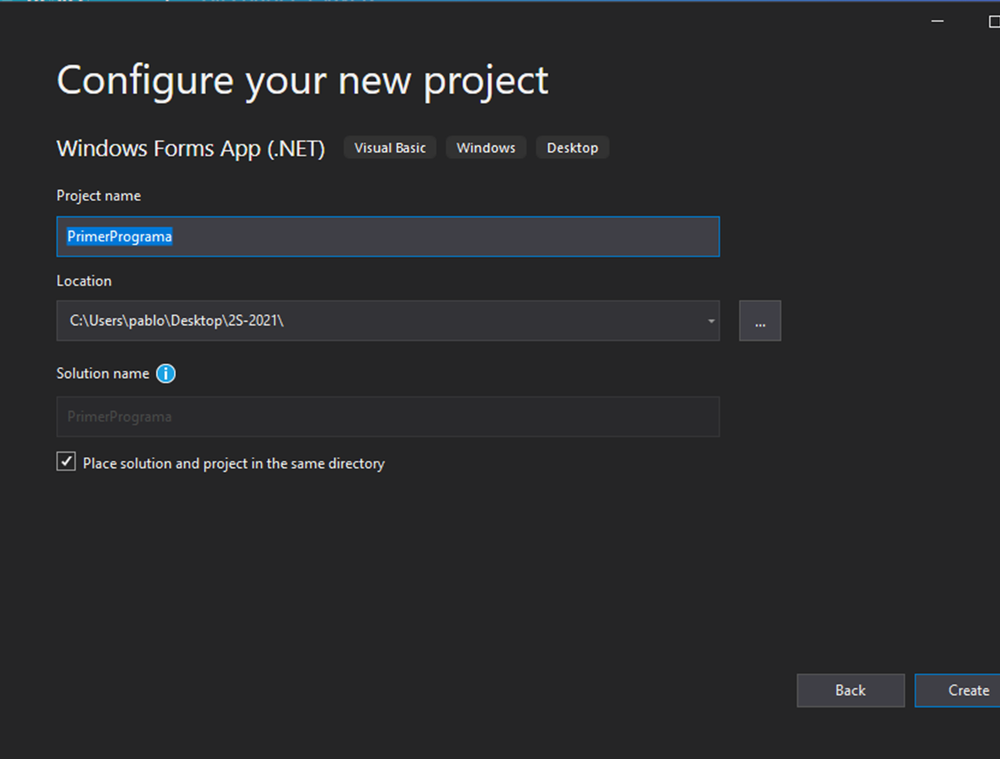 Configure your new project
Windows Forms App (.NET) Visual Basic Windows Desktop
Project name
PrimerPrograma
Location
C:\Users\pablo\Desktop\2S-2021\
...
Solution name
PrimerPrograma
Place solution and project in the same directory
Back Create